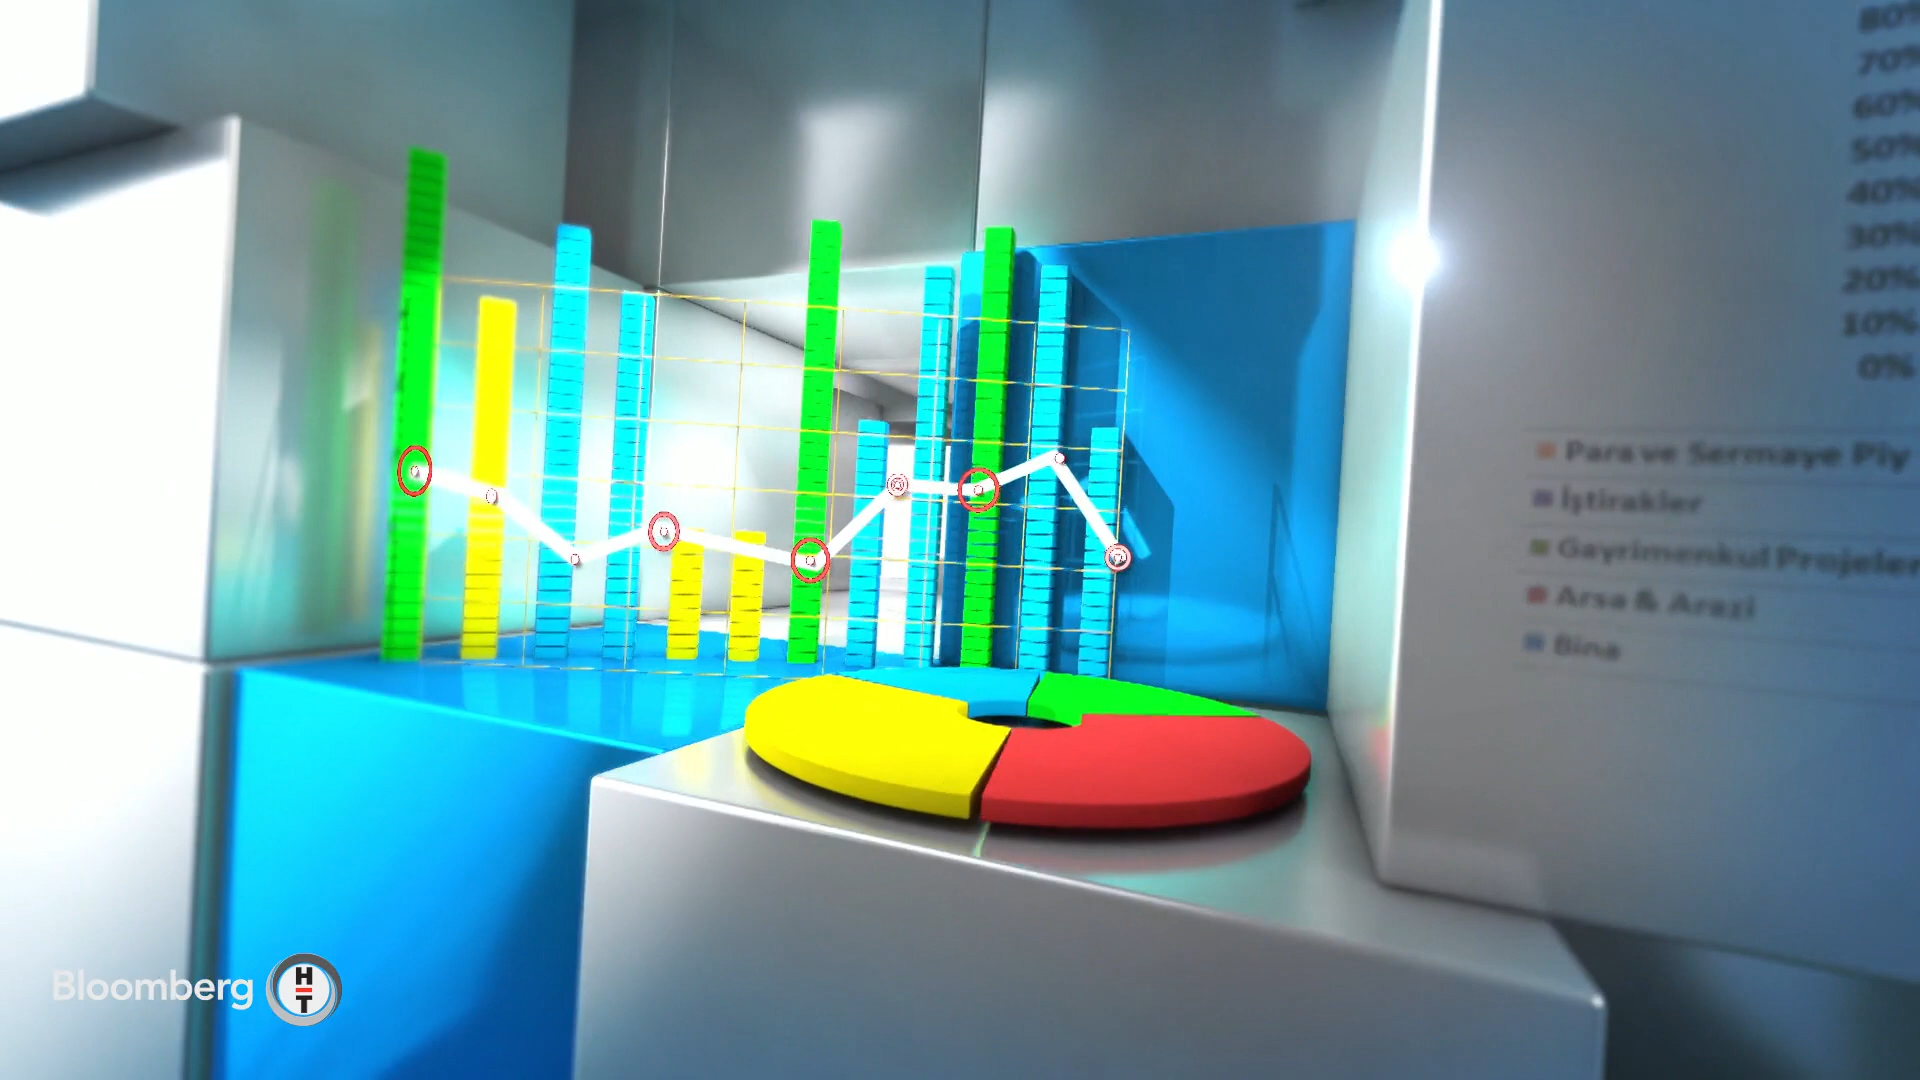 80%
70%
60%
50%
40%
30%
20%
10%
0%
Para ve Sermaye Piy
İştirakler
Gayrimenkul Projeler
Arsa & Arazi
Bina
Bloomberg HT